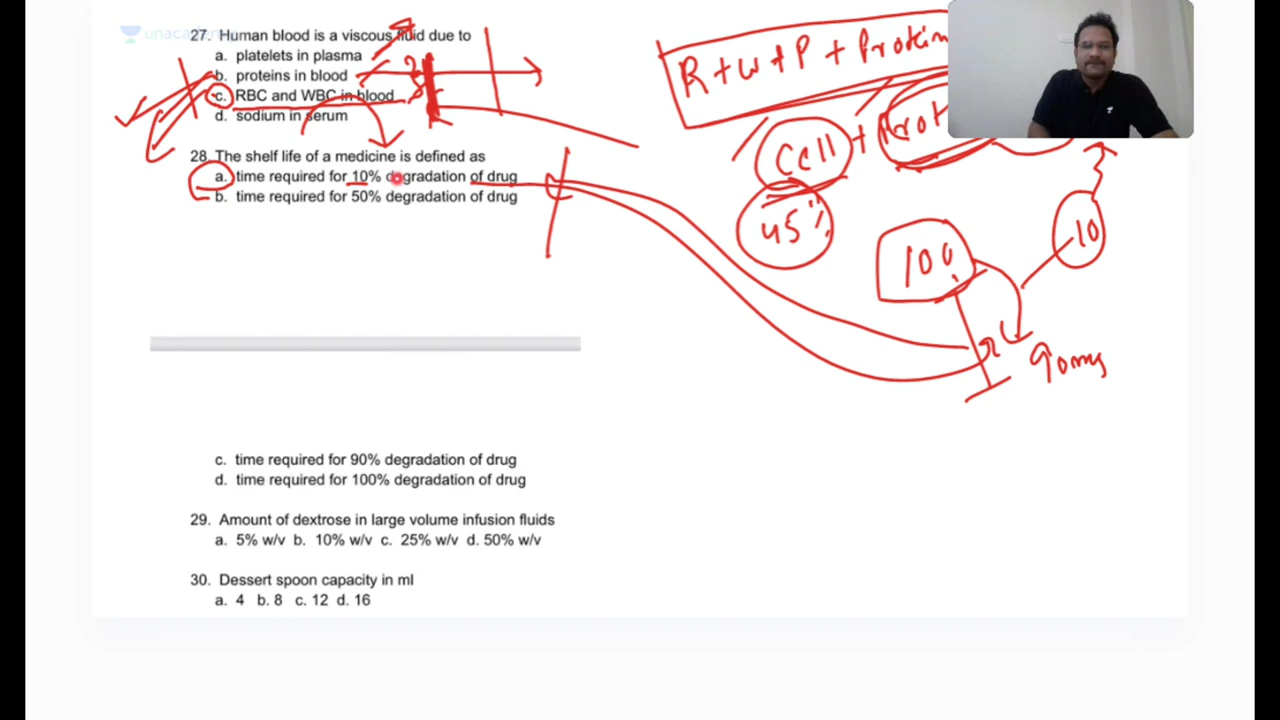 unacademy
27. Human blood is a viscous fluid due to
a. platelets in plasma
b. proteins in blood
c. RBC and WBC in blood
d. sodium in serum
28. The shelf life of a medicine is defined as
a. time required for 10% degradation of drug
b. time required for 50% degradation of drug
c. time required for 90% degradation of drug
d. time required for 100% degradation of drug
29. Amount of dextrose in large volume infusion fluids
a. 5% w/v b. 10% w/v c. 25% w/v d. 50% w/v
30. Dessert spoon capacity in ml
a. 4 b. 8 c. 12 d. 16
R+W+P+Protein
Cell + Prot
45%
100
-10
90mg